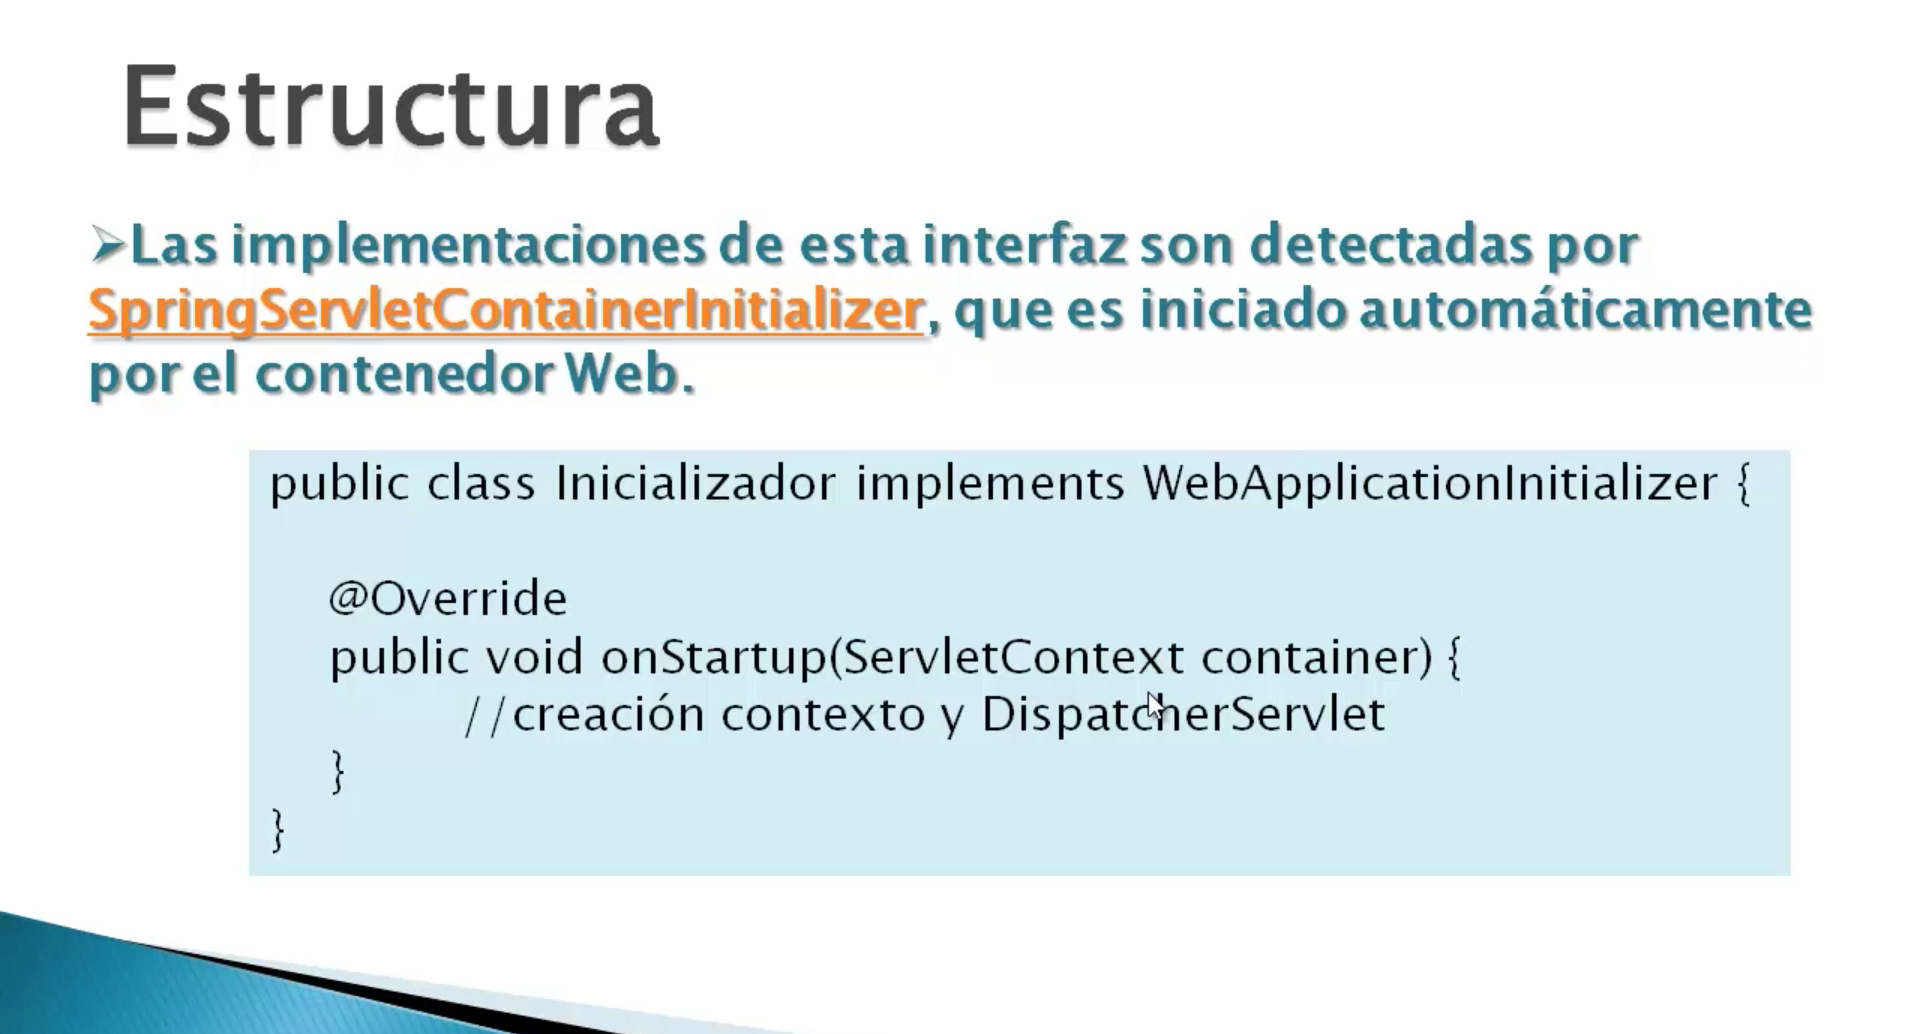 Estructura
➤Las implementaciones de esta interfaz son detectadas por
SpringServletContainerInitializer, que es iniciado automáticamente
por el contenedor Web.
public class Inicializador implements WebApplicationInitializer {
@Override
public void onStartup(ServletContext container) {
//creación contexto y DispatcherServlet
}
}